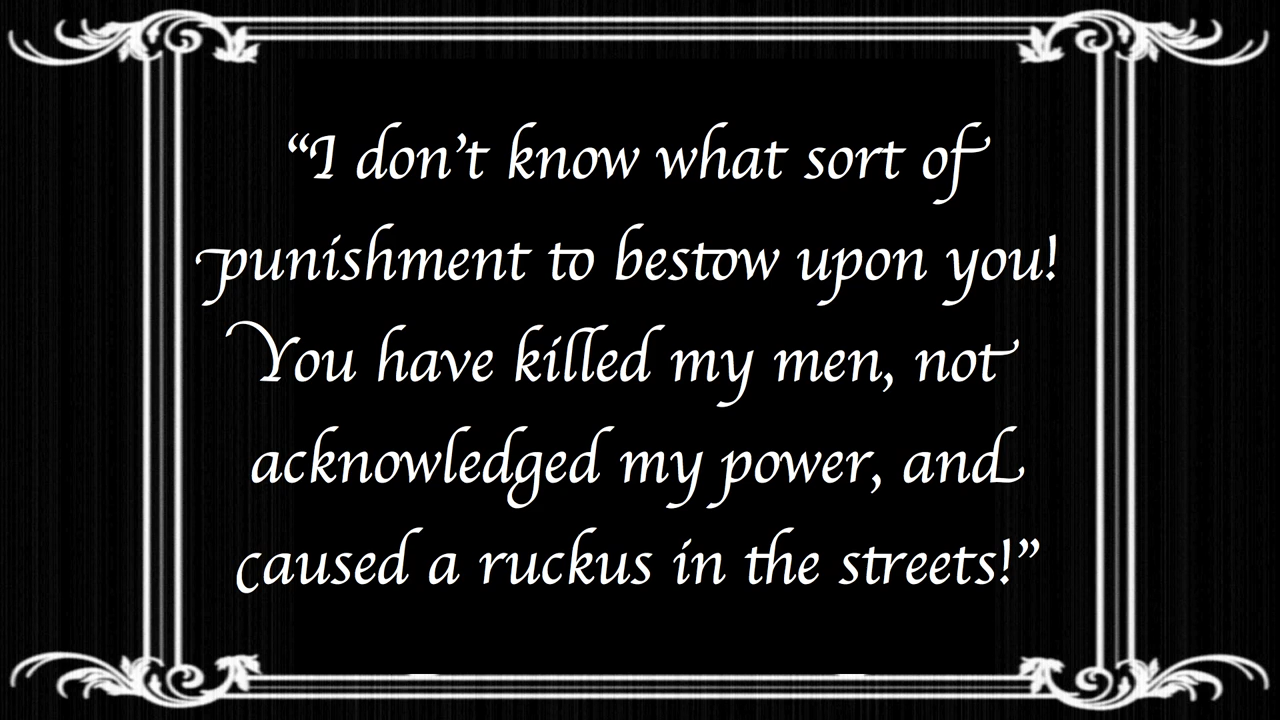 “I don’t know what sort of
punishment to bestow upon you!
You have killed my men, not
acknowledged my power, and
caused a ruckus in the streets!”